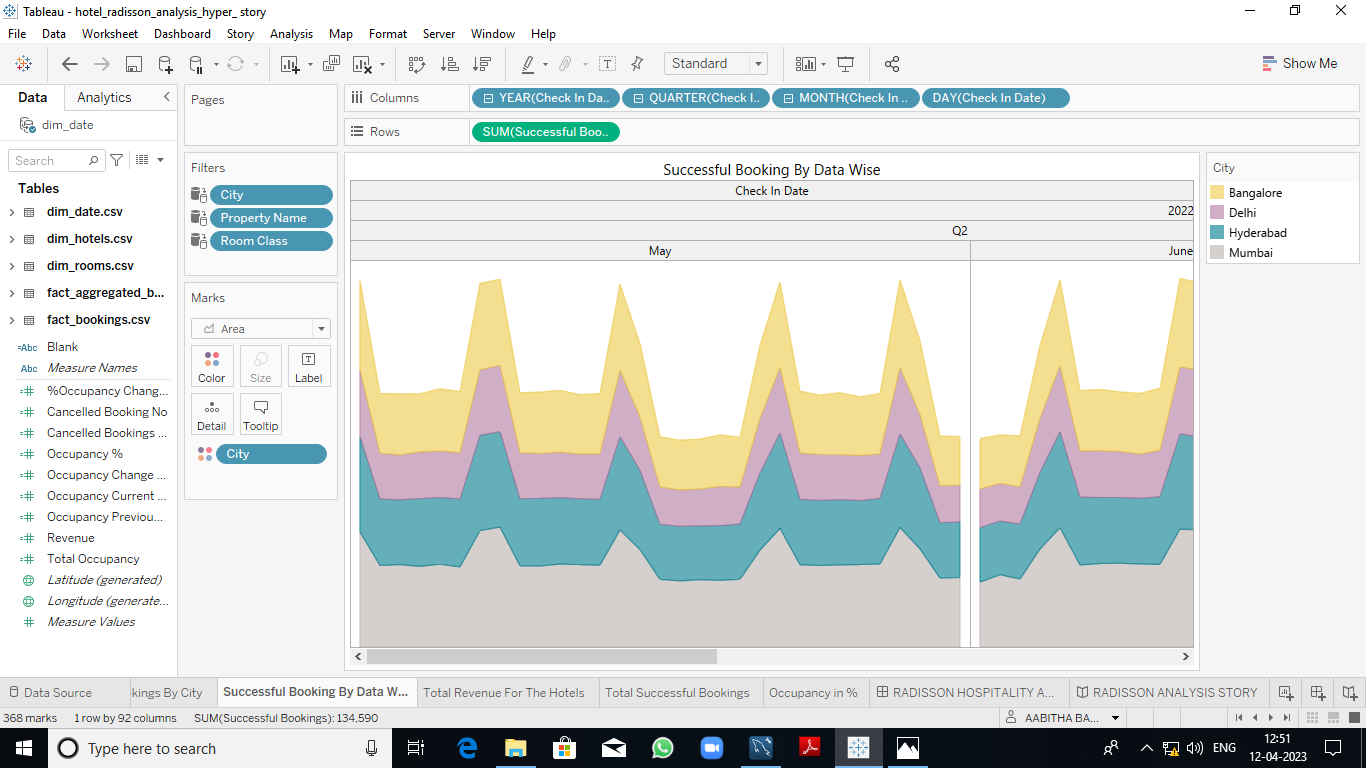 Tableau - hotel_radisson_analysis_hyper_ story
File Data Worksheet Dashboard Story Analysis Map Format Server Window Help
Standard
Show Me
Data Analytics
dim_date
Search
Tables
dim_date.csv
dim_hotels.csv
dim_rooms.csv
fact_aggregated_b...
fact_bookings.csv
Abc Blank
Abc Measure Names
%Occupancy Chang...
Cancelled Booking No
Cancelled Bookings ...
Occupancy %
Occupancy Change ...
Occupancy Current ...
Occupancy Previou...
Revenue
Total Occupancy
Latitude (generated)
Longitude (generate...
Measure Values
Pages
Filters
City
Property Name
Room Class
Marks
Area
Color Size Label
Detail Tooltip
City
Columns YEAR(Check In Da.. QUARTER(Check I.. MONTH(Check In .. DAY(Check In Date)
Rows SUM(Successful Boo..
Successful Booking By Data Wise
Check In Date
2022
Q2
May June
City
Bangalore
Delhi
Hyderabad
Mumbai
Data Source kings By City Successful Booking By Data W... Total Revenue For The Hotels Total Successful Bookings Occupancy in % RADISSON HOSPITALITY A... RADISSON ANALYSIS STORY
368 marks 1 row by 92 columns SUM(Successful Bookings): 134.590 AABITHA BA...
Type here to search ENG 12:51
12-04-2023